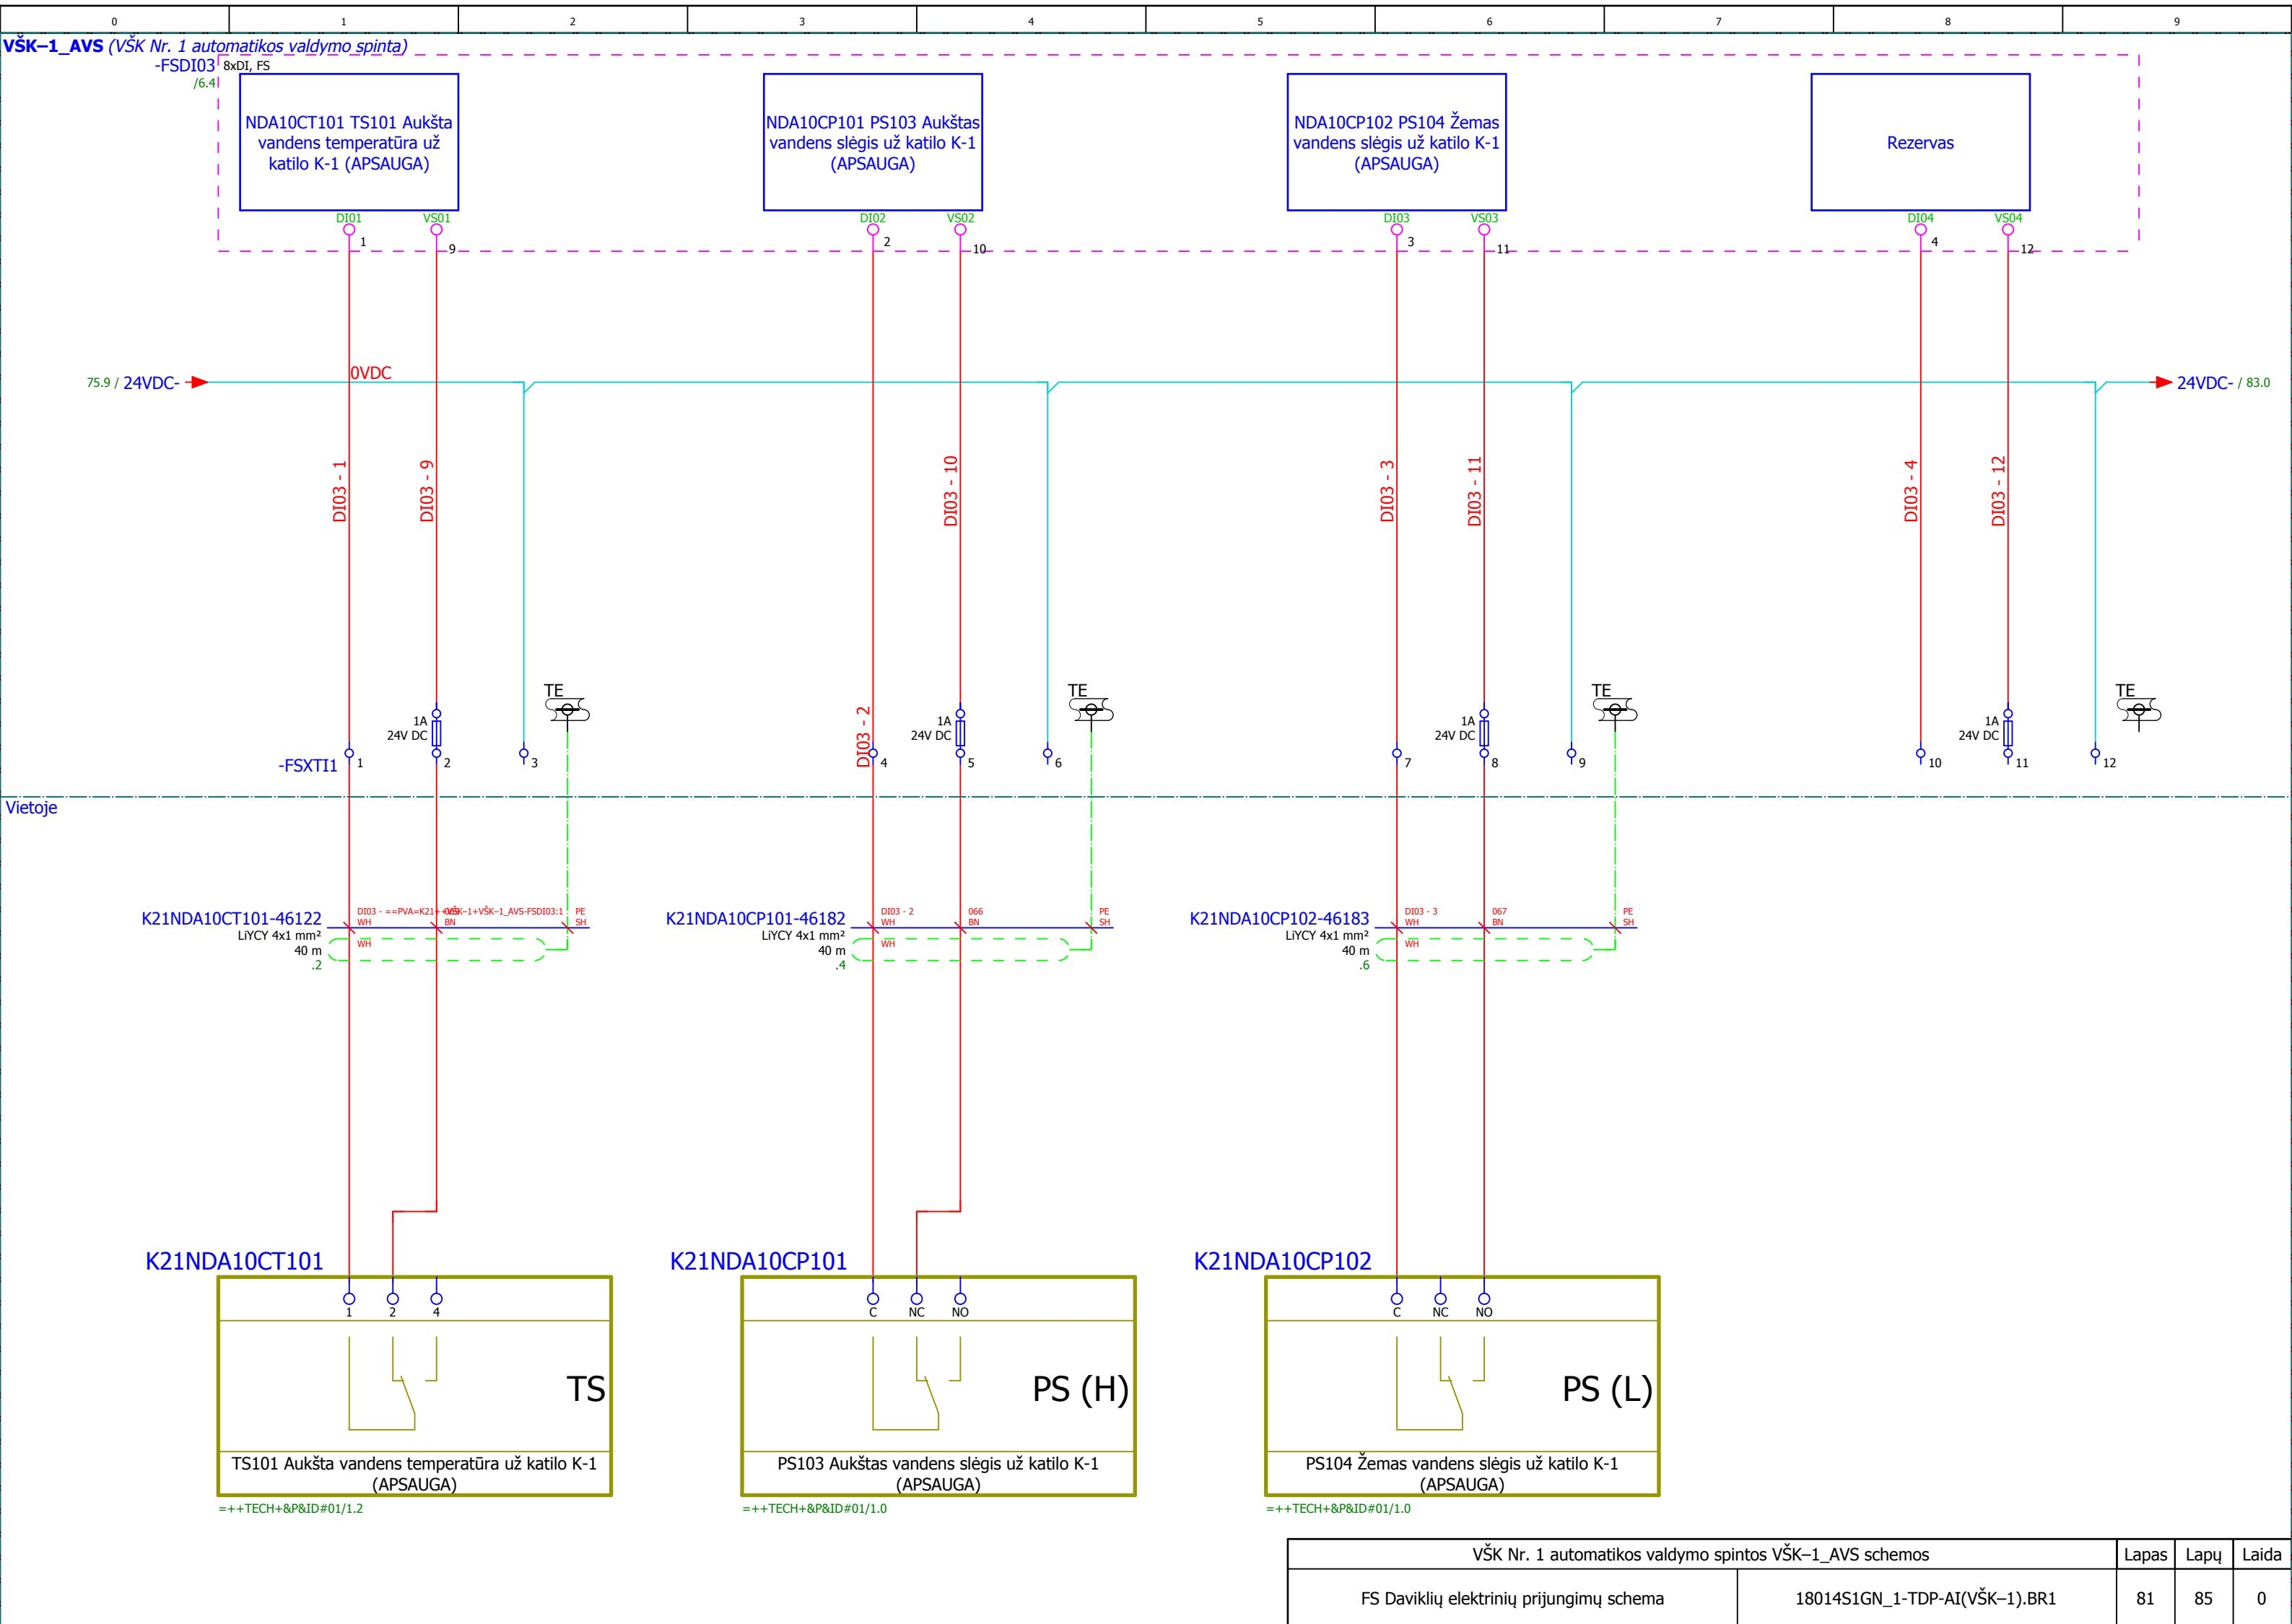 0 1 2 3 4 5 6 7 8 9
VŠK–1_AVS (VŠK Nr. 1 automatikos valdymo spinta)
-FSDI03 8xDI, FS
/6.4
NDA10CT101 TS101 Aukšta
vandens temperatūra už
katilo K-1 (APSAUGA)
NDA10CP101 PS103 Aukštas
vandens slėgis už katilo K-1
(APSAUGA)
NDA10CP102 PS104 Žemas
vandens slėgis už katilo K-1
(APSAUGA)
Rezervas
DI01 VS01 DI02 VS02 DI03 VS03 DI04 VS04
1 9 2 10 3 11 4 12
75.9 / 24VDC- 0VDC 24VDC- / 83.0
DI03 - 1
DI03 - 9
DI03 - 2
DI03 - 10
DI03 - 3
DI03 - 11
DI03 - 4
DI03 - 12
TE TE TE TE
1A 1A 1A 1A
24V DC 24V DC 24V DC 24V DC
-FSXTI1 1 2 3 4 5 6 7 8 9 10 11 12
Vietoje
K21NDA10CT101-46122
LiYCY 4x1 mm²
40 m
.2
DI03 - ==PVA=K21++VŠK–1+VŠK–1_AVS-FSDI03:1 PE
WH BN SH
WH
K21NDA10CP101-46182
LiYCY 4x1 mm²
40 m
.4
DI03 - 2 066 PE
WH BN SH
WH
K21NDA10CP102-46183
LiYCY 4x1 mm²
40 m
.6
DI03 - 3 067 PE
WH BN SH
WH
K21NDA10CT101
1 2 4
TS
TS101 Aukšta vandens temperatūra už katilo K-1
(APSAUGA)
=++TECH+&P&ID#01/1.2
K21NDA10CP101
C NC NO
PS (H)
PS103 Aukštas vandens slėgis už katilo K-1
(APSAUGA)
=++TECH+&P&ID#01/1.0
K21NDA10CP102
C NC NO
PS (L)
PS104 Žemas vandens slėgis už katilo K-1
(APSAUGA)
=++TECH+&P&ID#01/1.0
VŠK Nr. 1 automatikos valdymo spintos VŠK–1_AVS schemos Lapas Lapų Laida
FS Daviklių elektrinių prijungimų schema 18014S1GN_1-TDP-AI(VŠK–1).BR1 81 85 0